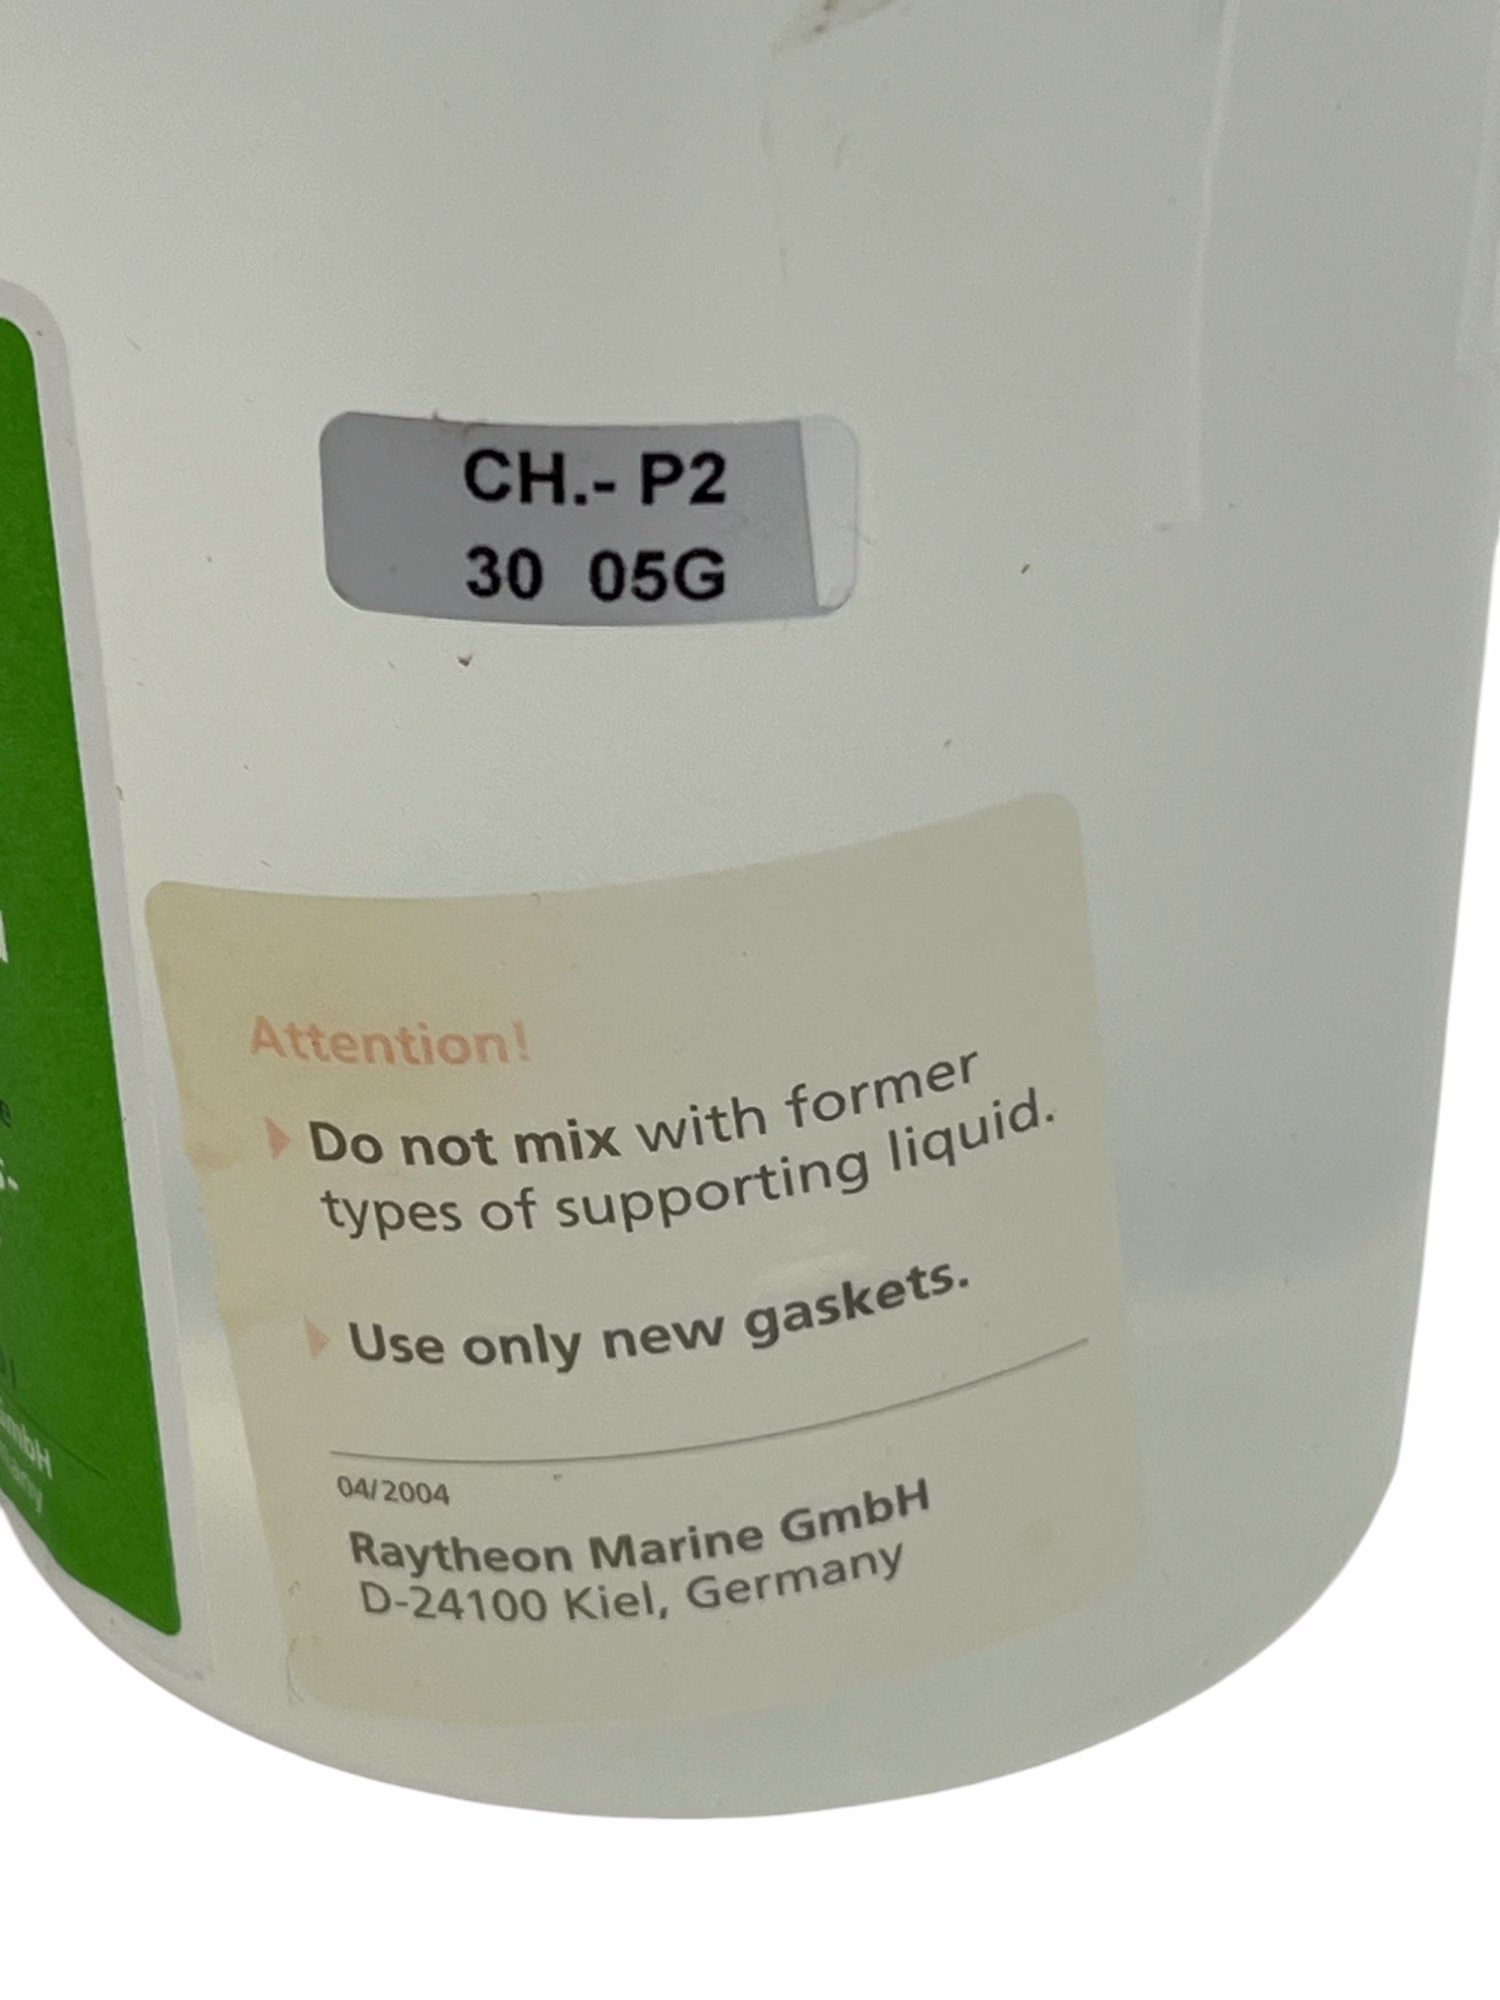 CH.- P2
30 05G
Attention!
Do not mix with former
types of supporting liquid.
Use only new gaskets.
04/2004
Raytheon Marine GmbH
D-24100 Kiel, Germany